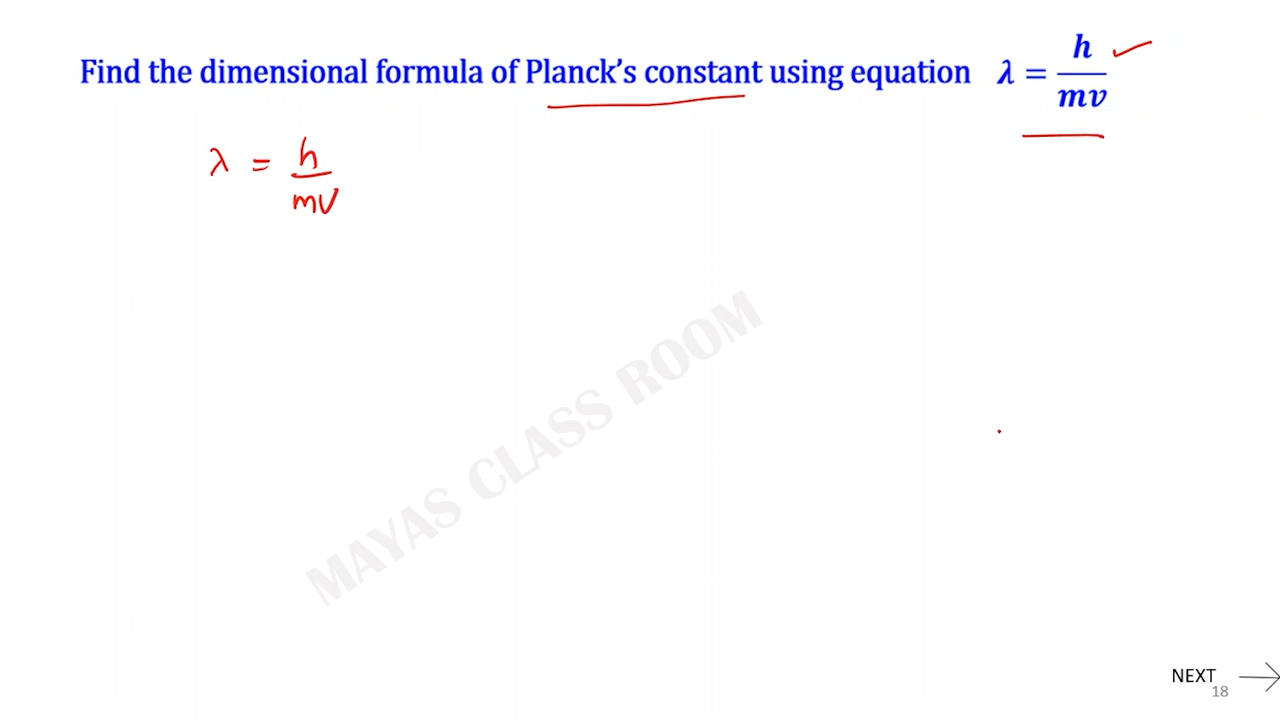 Find the dimensional formula of Planck's constant using equation λ = h/mv
λ = h/mv
MAYAS CLASS ROOM
NEXT
18